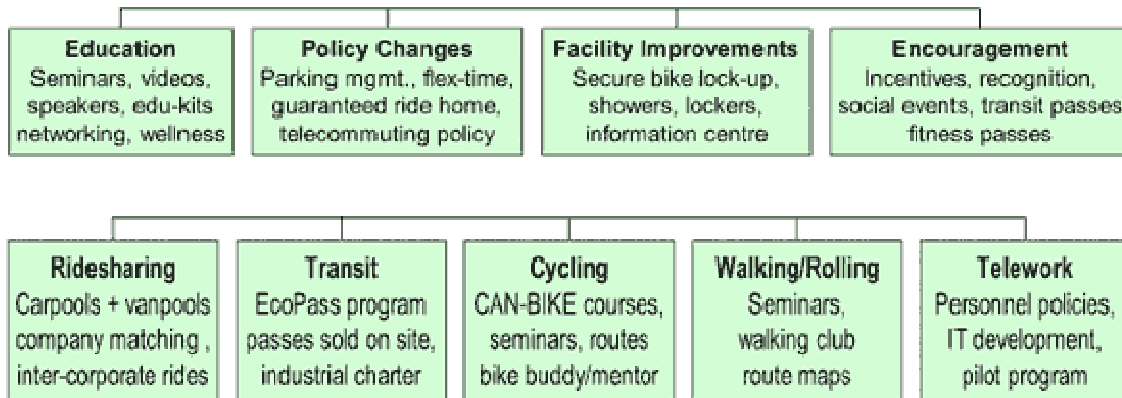 Education
Seminars, videos,
speakers, edu-kits
networking, wellness
Policy Changes
Parking mgmt., flex-time,
guaranteed ride home,
telecommuting policy
Facility Improvements
Secure bike lock-up,
showers, lockers,
information centre
Encouragement
Incentives, recognition,
social events, transit passes
fitness passes
Ridesharing
Carpools + vanpools
company matching ,
inter-corporate rides
Transit
EcoPass program
passes sold on site,
industrial charter
Cycling
CAN-BIKE courses,
seminars, routes
bike buddy/mentor
Walking/Rolling
Seminars,
walking club
route maps
Telework
Personnel policies,
IT development,
pilot program